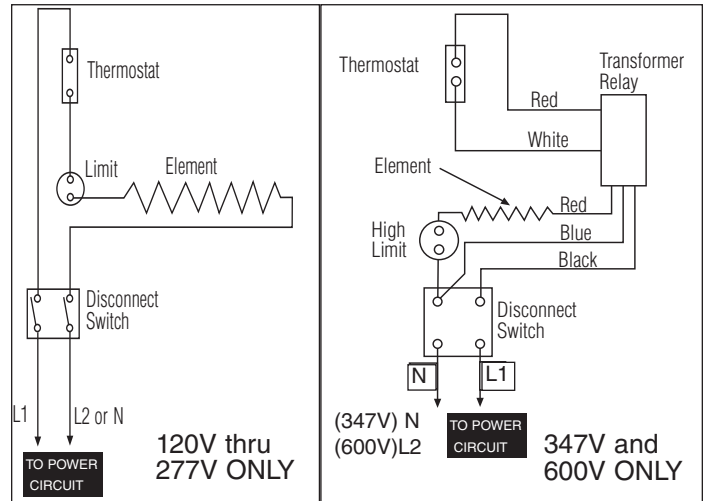 Thermostat
Limit
Element
Disconnect
Switch
L1
L2 or N
TO POWER
CIRCUIT
120V thru
277V ONLY
Thermostat
Transformer
Relay
Red
White
Element
Red
High
Limit
Blue
Black
Disconnect
Switch
N
L1
(347V) N
(600V)L2
TO POWER
CIRCUIT
347V and
600V ONLY